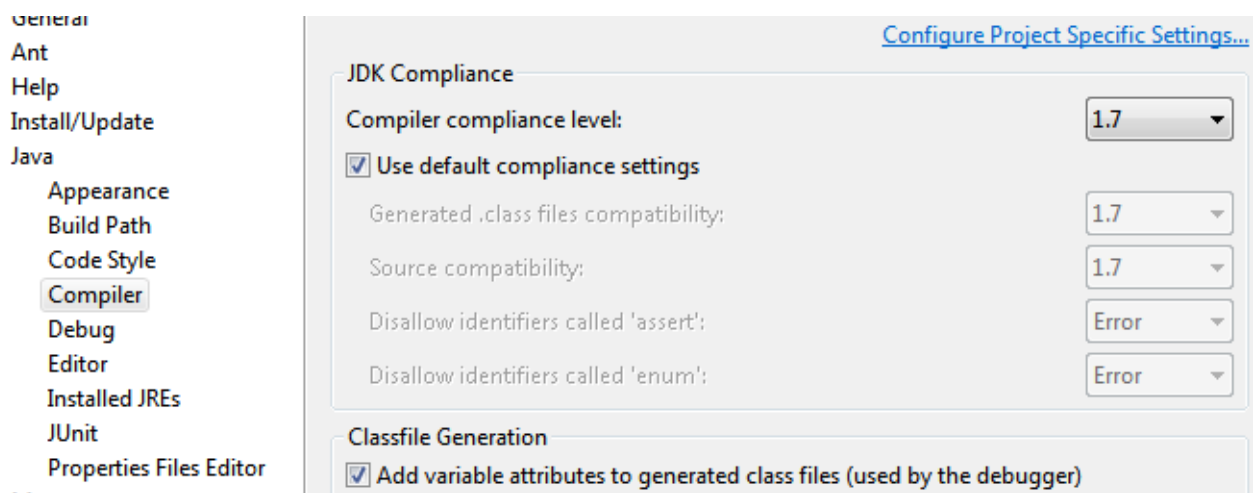 General
Ant
Help
Install/Update
Java
Appearance
Build Path
Code Style
Compiler
Debug
Editor
Installed JREs
JUnit
Properties Files Editor
Configure Project Specific Settings...
JDK Compliance
Compiler compliance level: 1.7
Use default compliance settings
Generated .class files compatibility: 1.7
Source compatibility: 1.7
Disallow identifiers called 'assert': Error
Disallow identifiers called 'enum': Error
Classfile Generation
Add variable attributes to generated class files (used by the debugger)